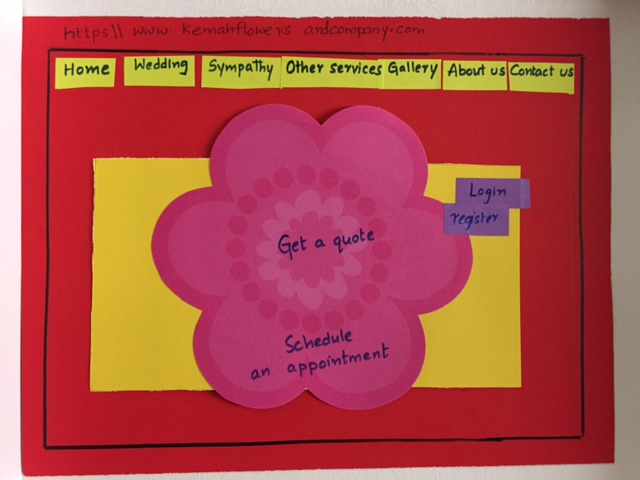 https\\ www. kemahflowers andcompany.com
Home Wedding Sympathy Other services Gallery About us Contact us
Login
register
Get a quote
Schedule
an appointment